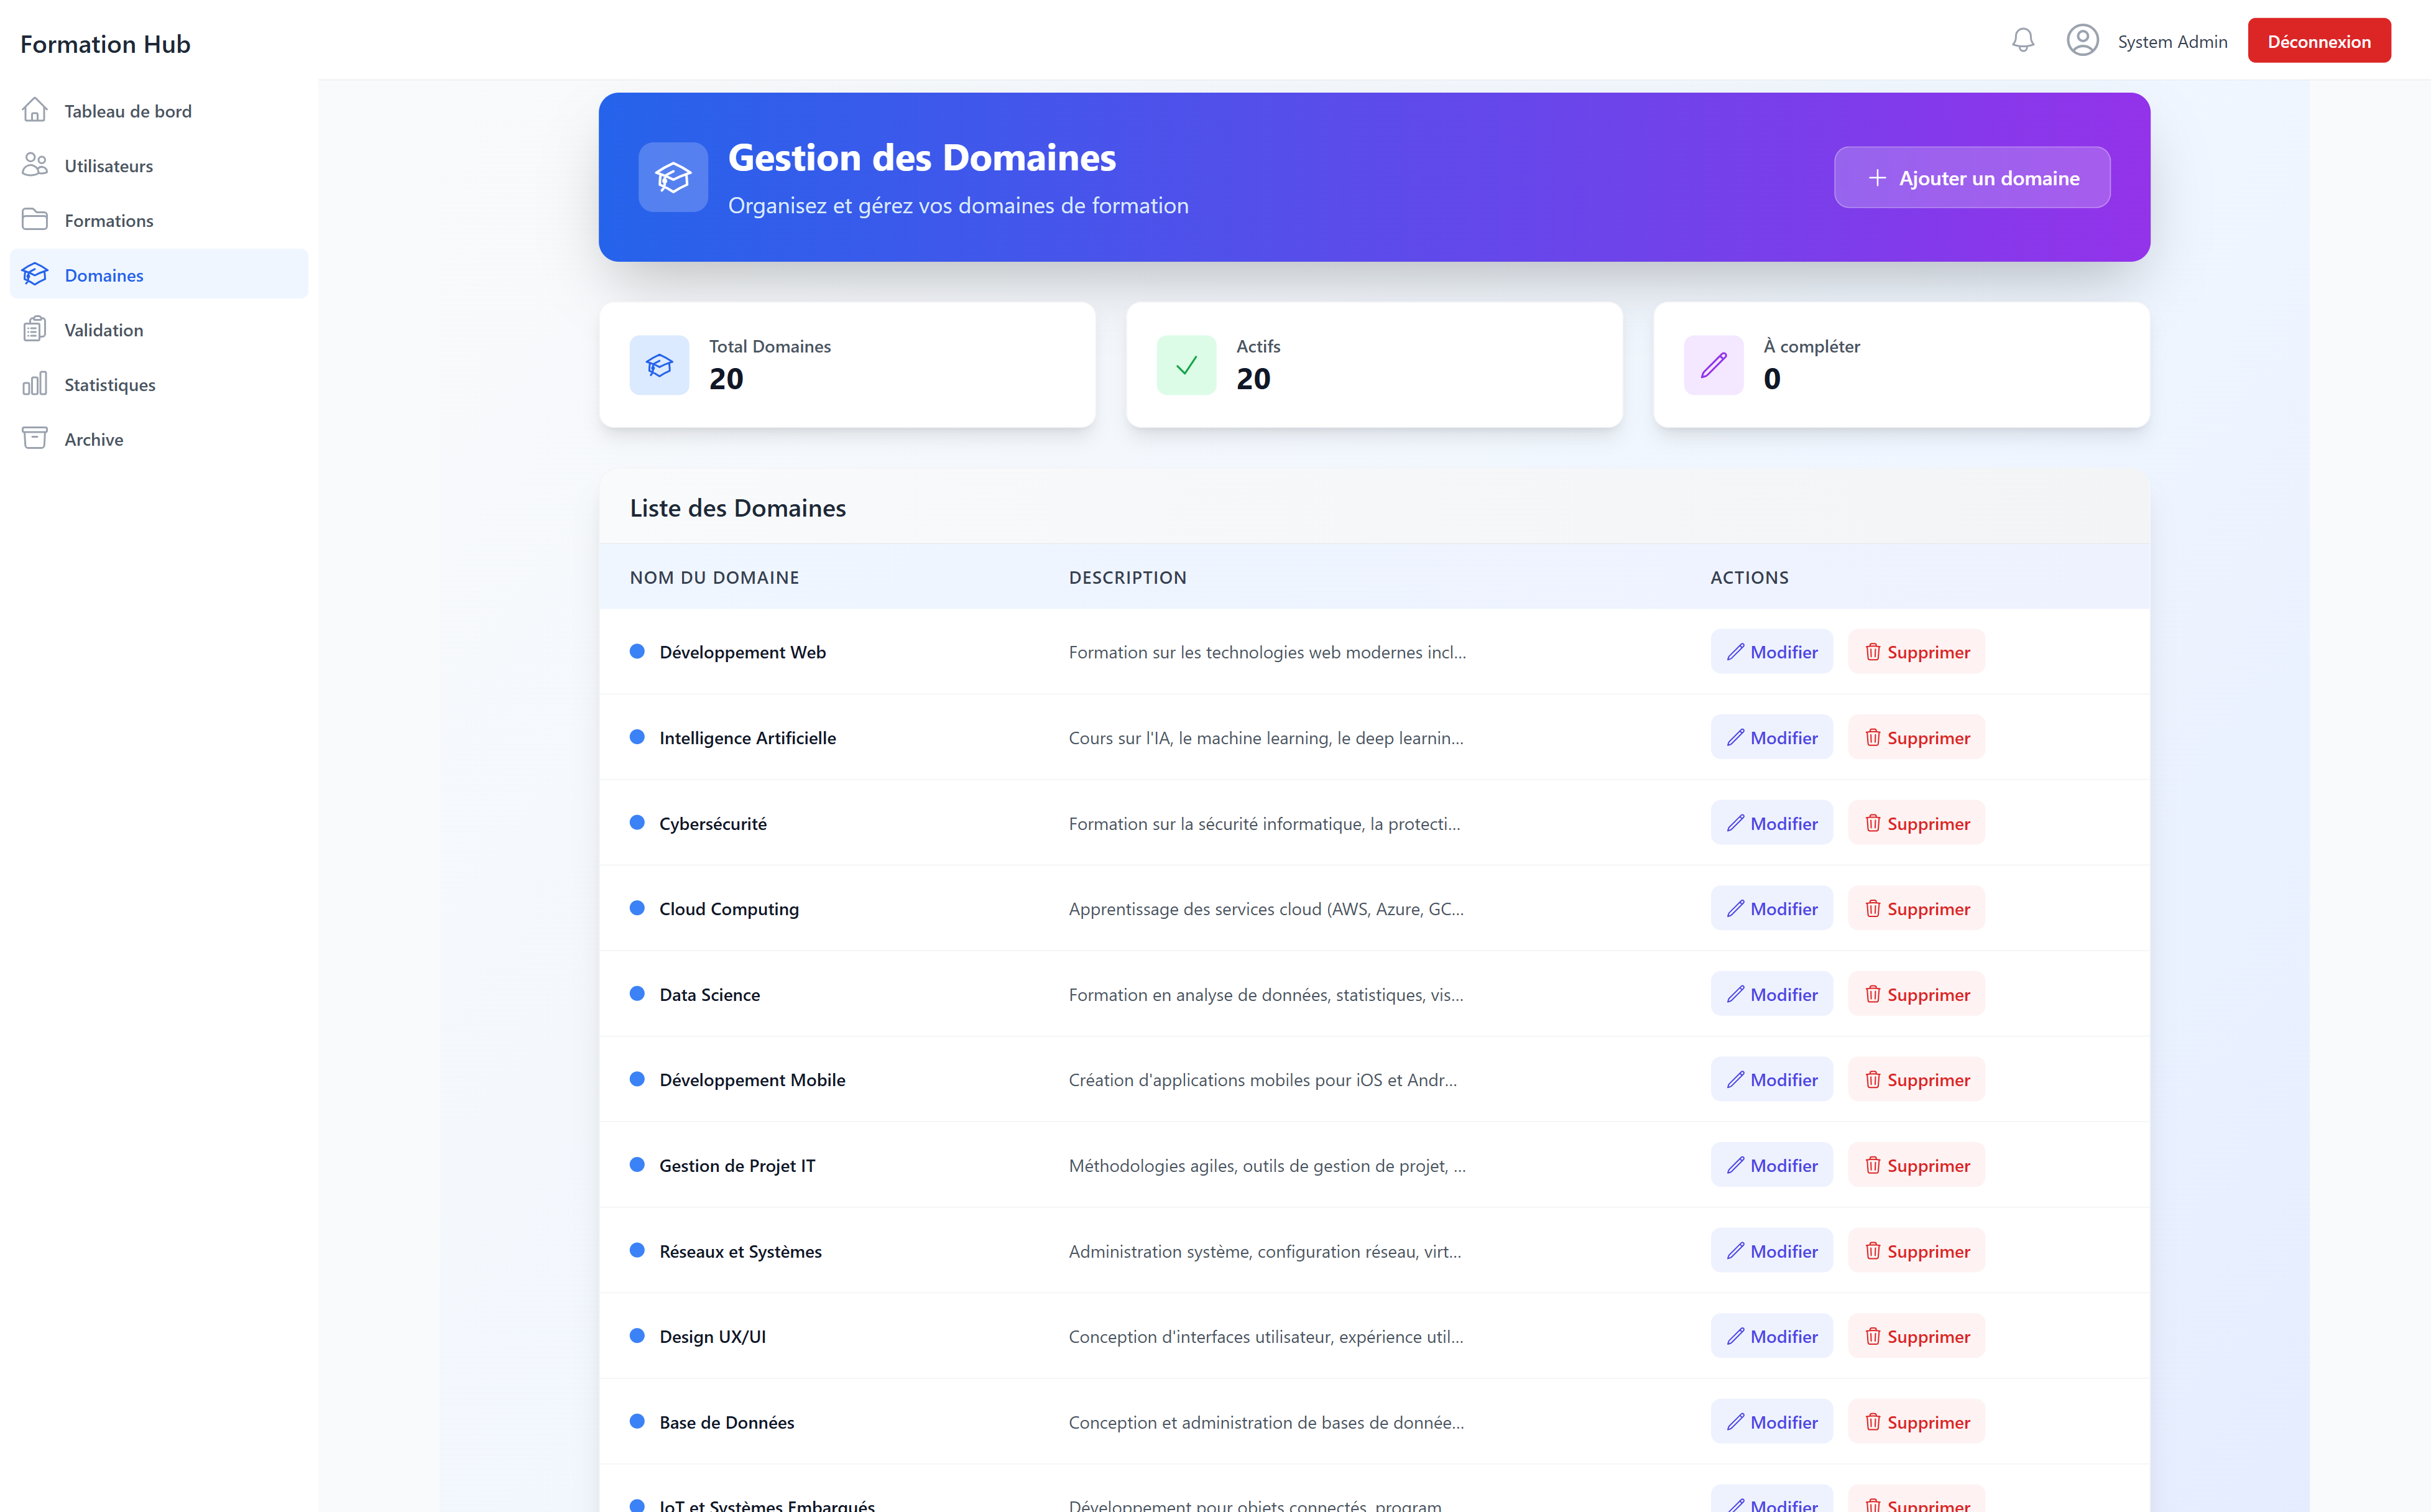 Formation Hub
System Admin
Déconnexion
Tableau de bord
Utilisateurs
Formations
Domaines
Validation
Statistiques
Archive
Gestion des Domaines
Organisez et gérez vos domaines de formation
Ajouter un domaine
Total Domaines
20
Actifs
20
À compléter
0
Liste des Domaines
NOM DU DOMAINE DESCRIPTION ACTIONS
Développement Web Formation sur les technologies web modernes incl... Modifier Supprimer
Intelligence Artificielle Cours sur l'IA, le machine learning, le deep learnin... Modifier Supprimer
Cybersécurité Formation sur la sécurité informatique, la protecti... Modifier Supprimer
Cloud Computing Apprentissage des services cloud (AWS, Azure, GC... Modifier Supprimer
Data Science Formation en analyse de données, statistiques, vis... Modifier Supprimer
Développement Mobile Création d'applications mobiles pour iOS et Andr... Modifier Supprimer
Gestion de Projet IT Méthodologies agiles, outils de gestion de projet, ... Modifier Supprimer
Réseaux et Systèmes Administration système, configuration réseau, virt... Modifier Supprimer
Design UX/UI Conception d'interfaces utilisateur, expérience util... Modifier Supprimer
Base de Données Conception et administration de bases de donnée... Modifier Supprimer
IoT et Systèmes Embarqués Développement pour objets connectés, program... Modifier Supprimer